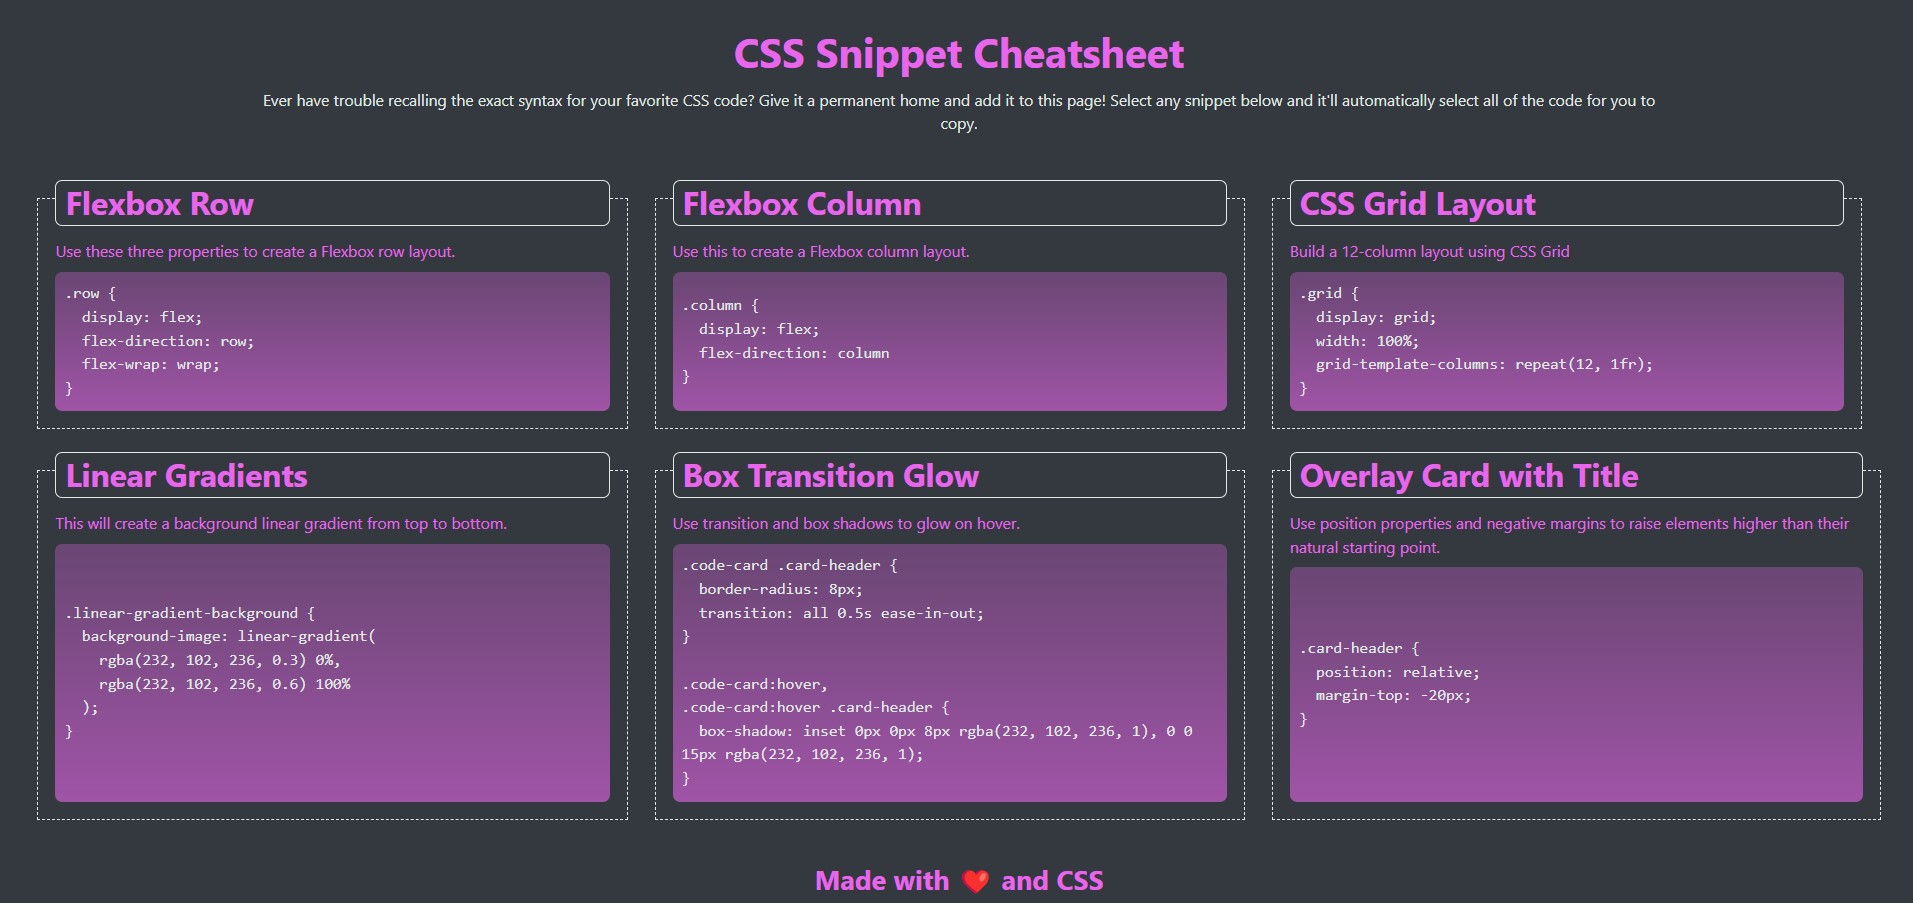 CSS Snippet Cheatsheet
Ever have trouble recalling the exact syntax for your favorite CSS code? Give it a permanent home and add it to this page! Select any snippet below and it'll automatically select all of the code for you to
copy.
Flexbox Row
Use these three properties to create a Flexbox row layout.
.row {
  display: flex;
  flex-direction: row;
  flex-wrap: wrap;
}
Flexbox Column
Use this to create a Flexbox column layout.
.column {
  display: flex;
  flex-direction: column
}
CSS Grid Layout
Build a 12-column layout using CSS Grid
.grid {
  display: grid;
  width: 100%;
  grid-template-columns: repeat(12, 1fr);
}
Linear Gradients
This will create a background linear gradient from top to bottom.
.linear-gradient-background {
  background-image: linear-gradient(
    rgba(232, 102, 236, 0.3) 0%,
    rgba(232, 102, 236, 0.6) 100%
  );
}
Box Transition Glow
Use transition and box shadows to glow on hover.
.code-card .card-header {
  border-radius: 8px;
  transition: all 0.5s ease-in-out;
}
.code-card:hover,
.code-card:hover .card-header {
  box-shadow: inset 0px 0px 8px rgba(232, 102, 236, 1), 0 0
15px rgba(232, 102, 236, 1);
}
Overlay Card with Title
Use position properties and negative margins to raise elements higher than their
natural starting point.
.card-header {
  position: relative;
  margin-top: -20px;
}
Made with ❤️ and CSS